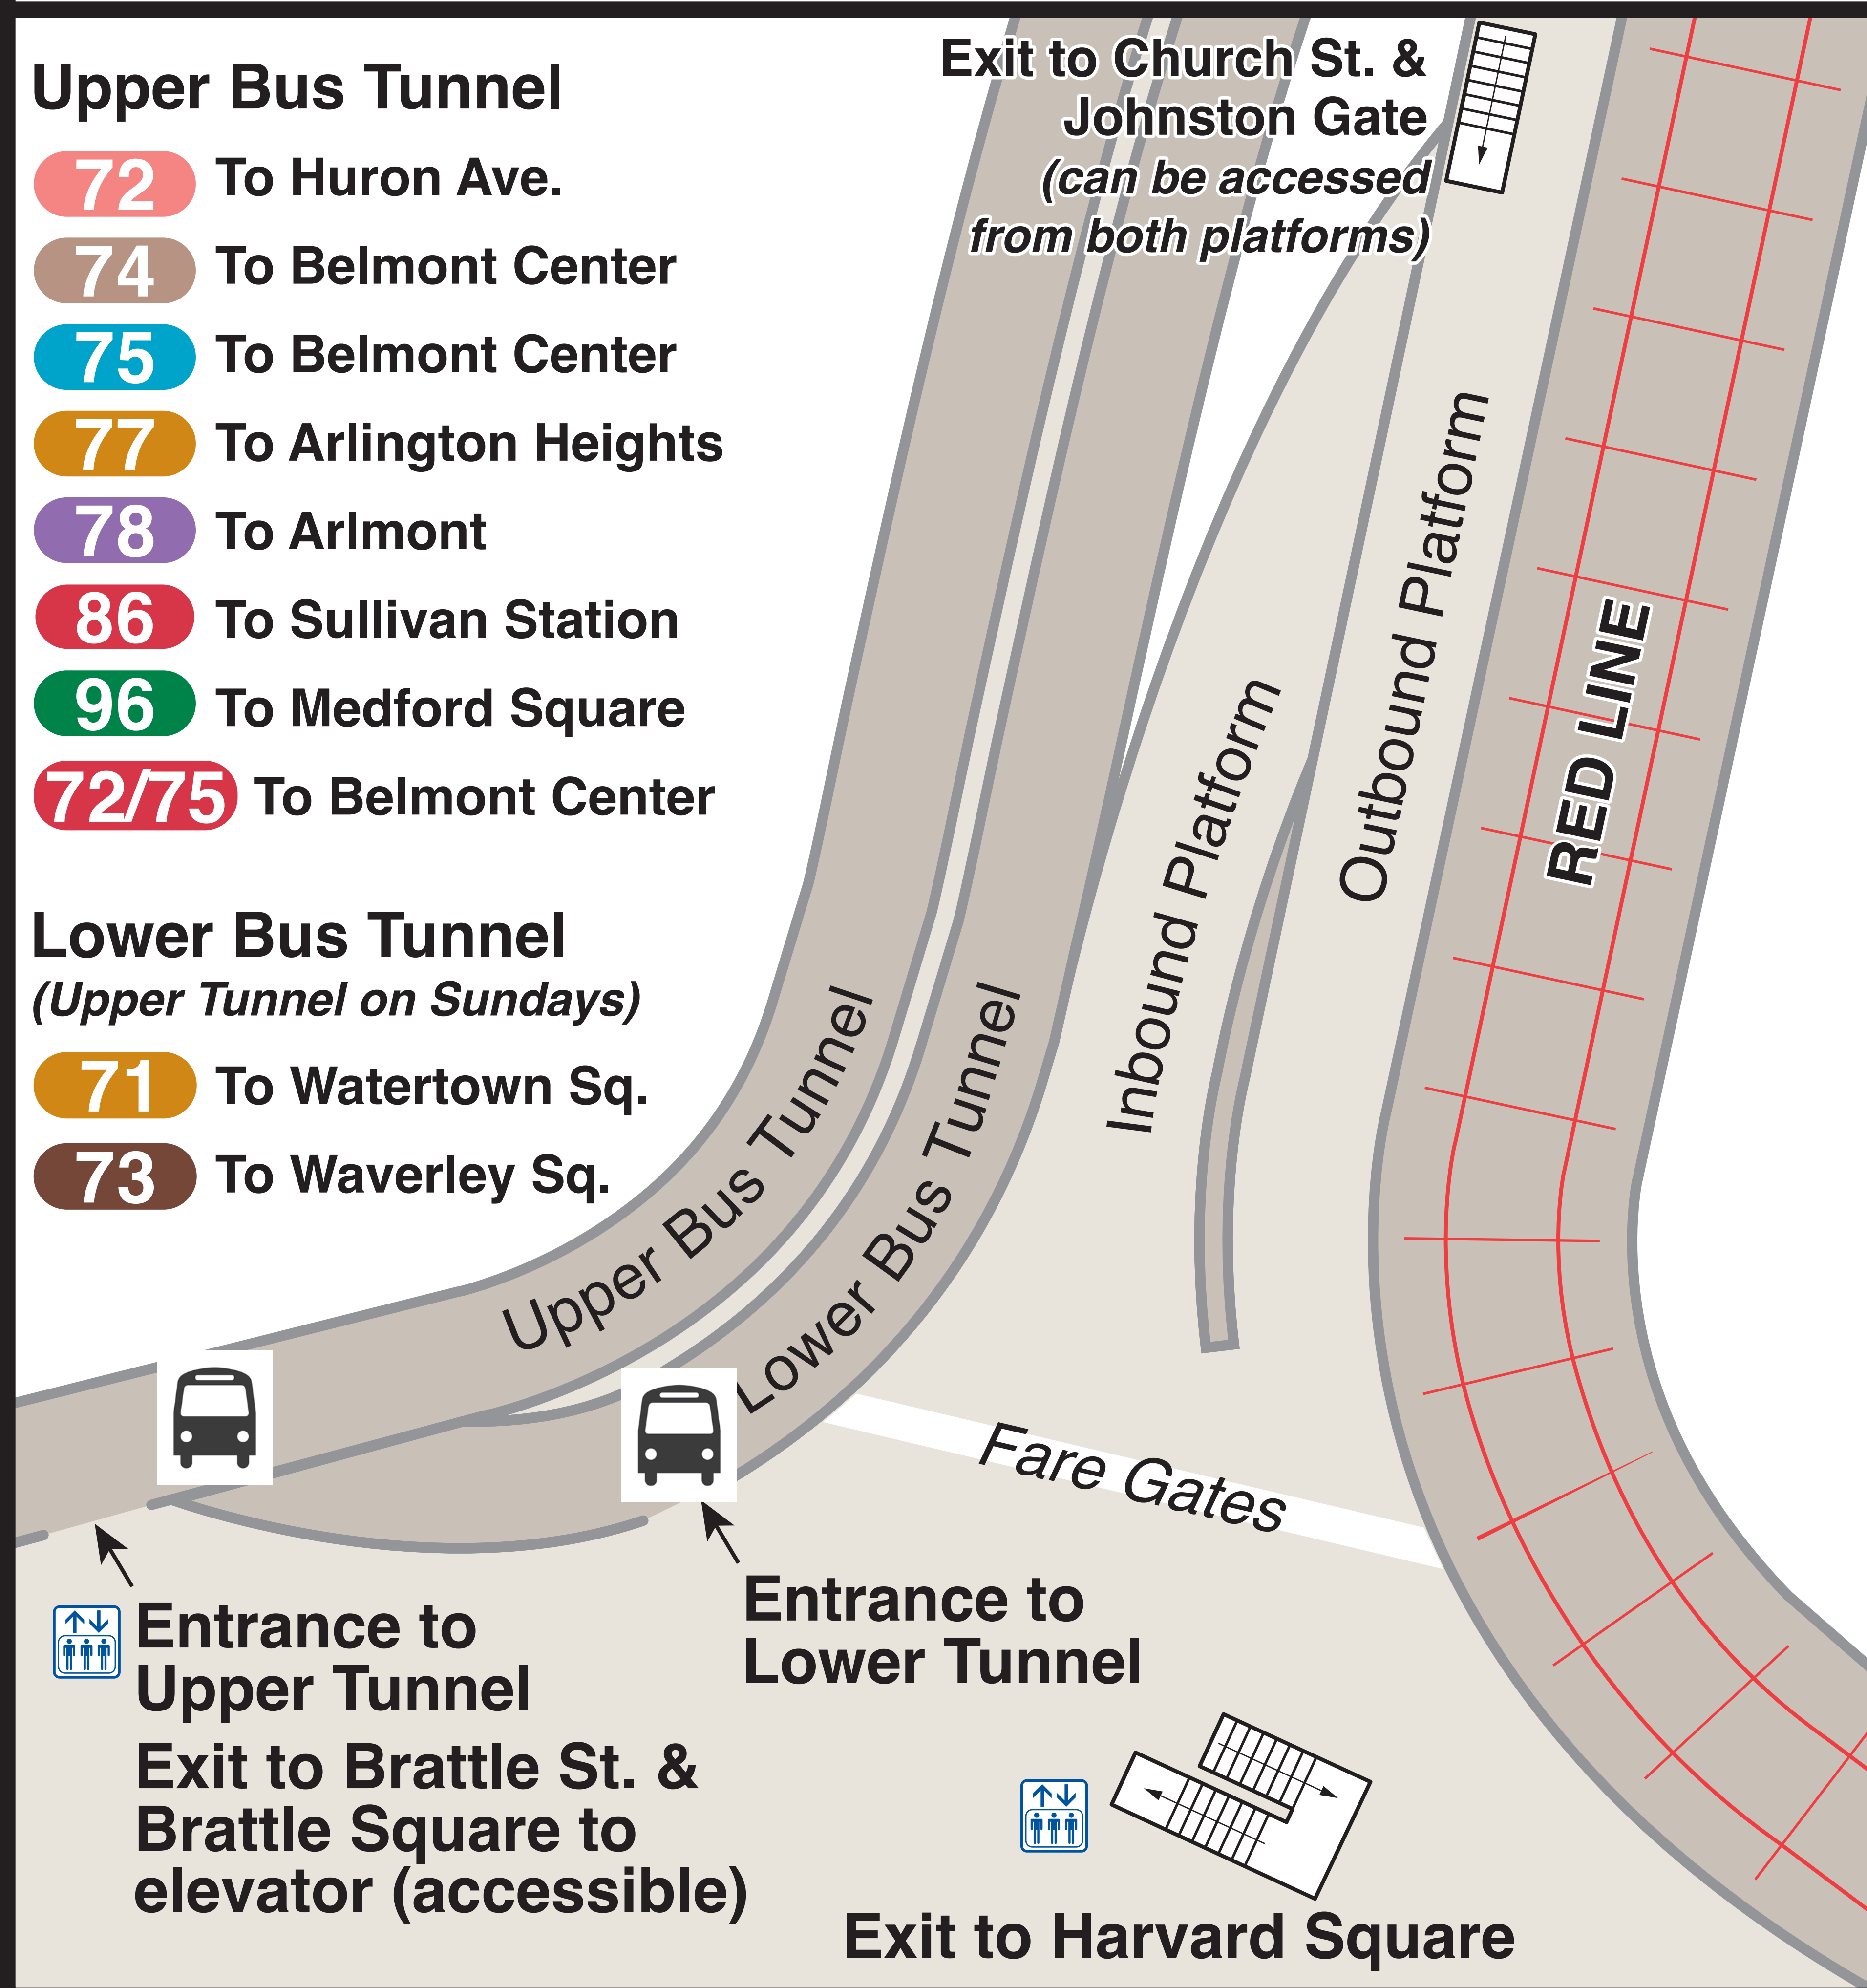 Upper Bus Tunnel
72 To Huron Ave.
74 To Belmont Center
75 To Belmont Center
77 To Arlington Heights
78 To Arlmont
86 To Sullivan Station
96 To Medford Square
72/75 To Belmont Center
Lower Bus Tunnel
(Upper Tunnel on Sundays)
71 To Watertown Sq.
73 To Waverley Sq.
Exit to Church St. &
Johnston Gate
(can be accessed
from both platforms)
Upper Bus Tunnel
Lower Bus Tunnel
Inbound Platform
Outbound Platform
RED LINE
Fare Gates
Entrance to
Upper Tunnel
Exit to Brattle St. &
Brattle Square to
elevator (accessible)
Entrance to
Lower Tunnel
Exit to Harvard Square